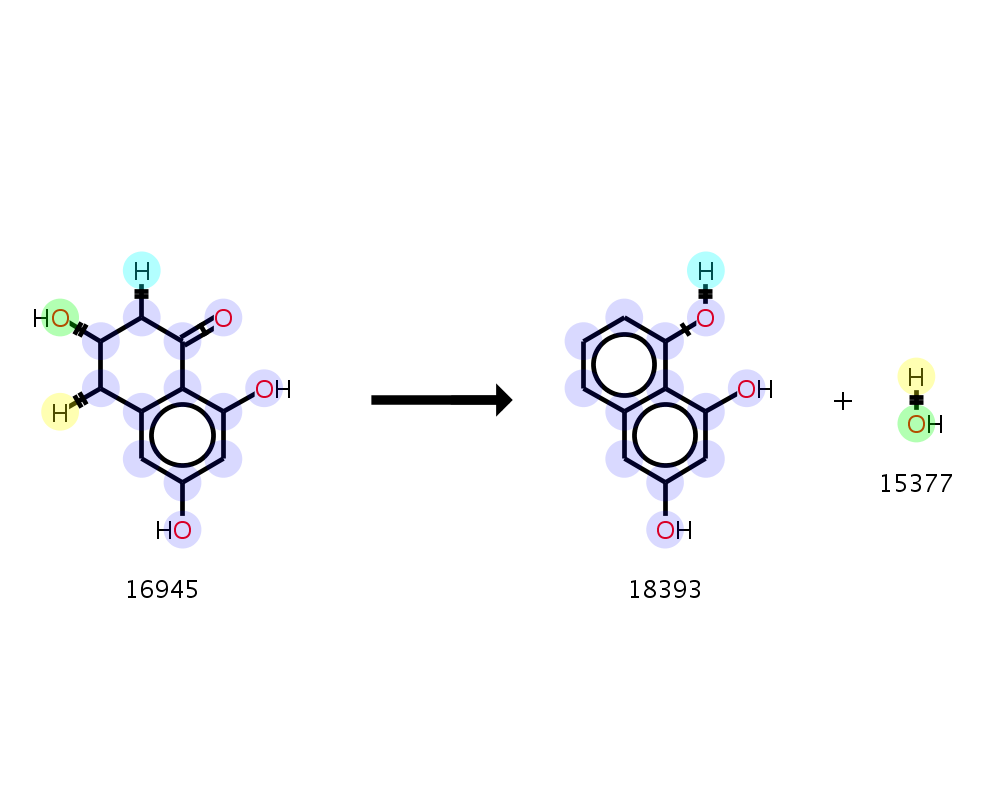 H H
HO O O
OH OH H
H + OH
15377
HO OH
16945 18393